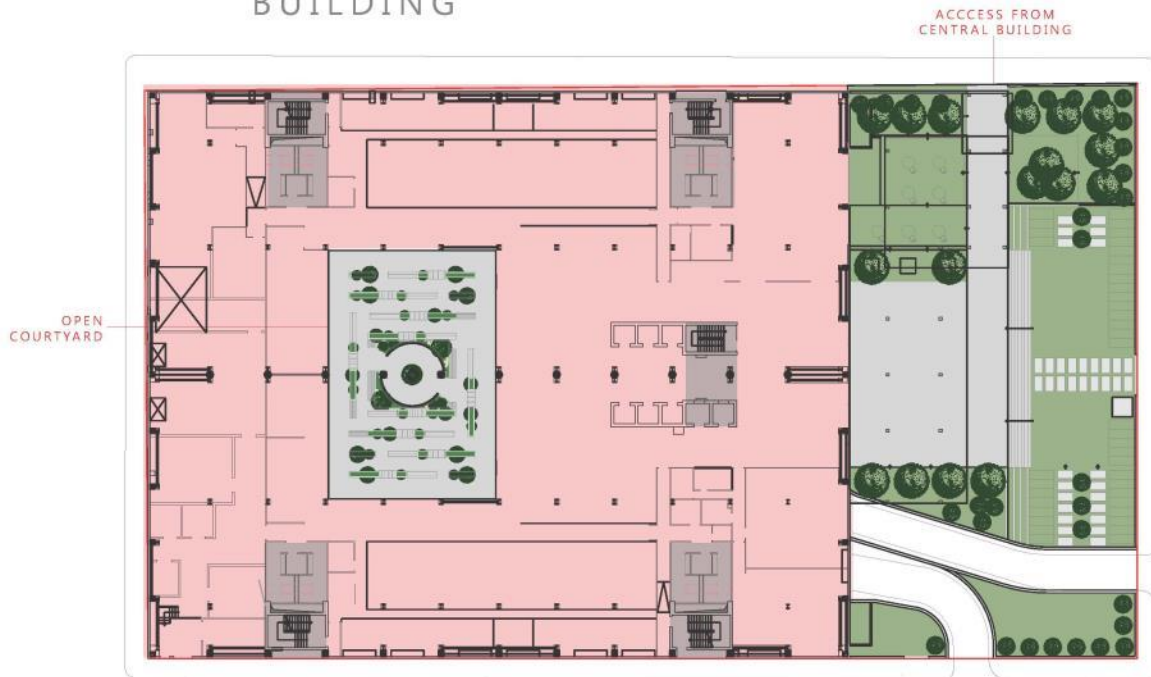 BUILDING
ACCCESS FROM
CENTRAL BUILDING
OPEN
COURTYARD